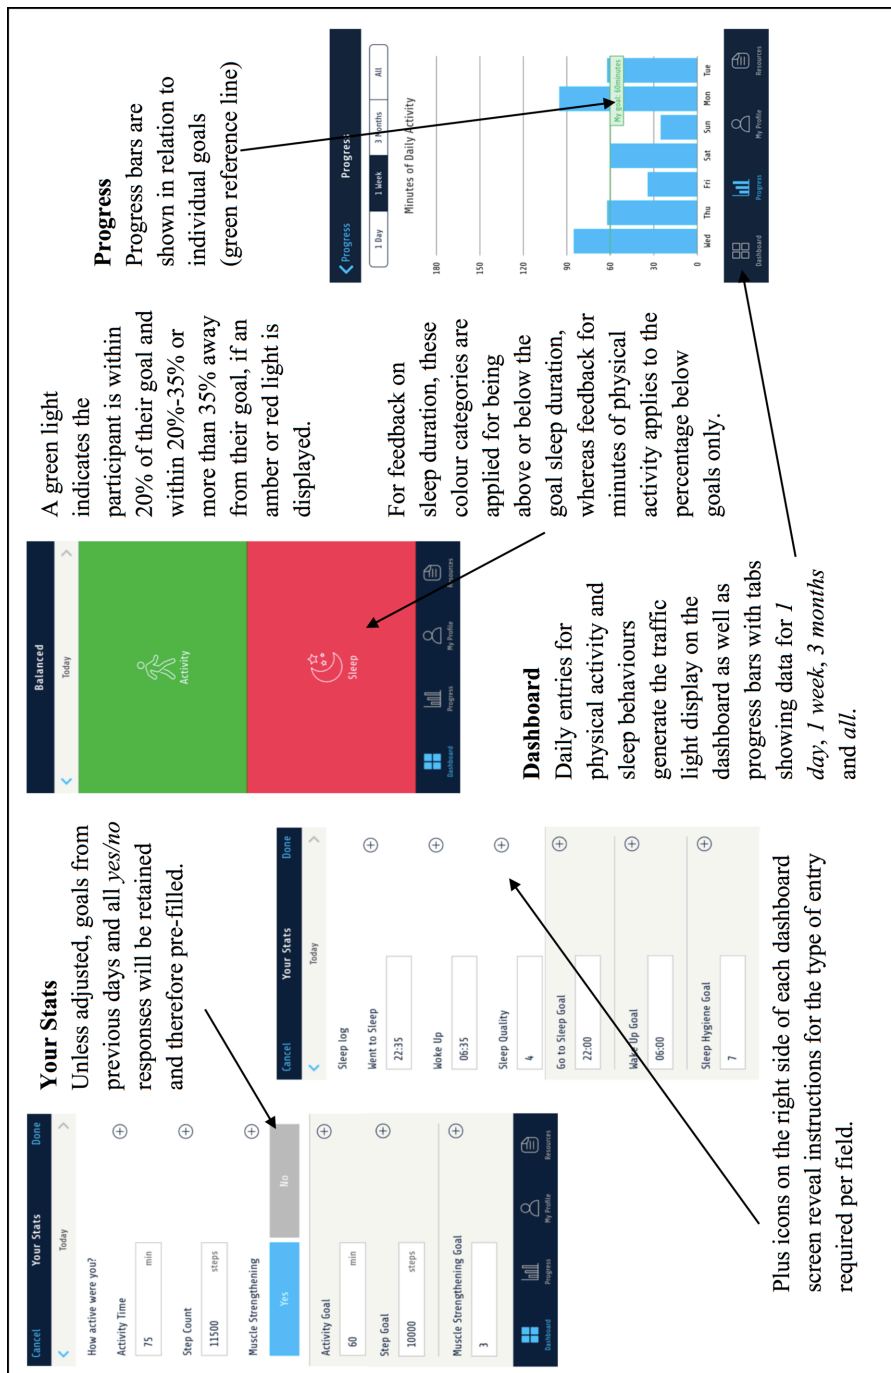 Cancel
Your Stats
Done
Today
How active were you?
Activity Time
75
min
Step Count
11500
steps
Muscle Strengthening
Yes
No
Activity Goal
60
min
Step Goal
10000
steps
Muscle Strengthening Goal
3
Dashboard
Progress
My Profile
Resources
Your Stats
Unless adjusted, goals from
previous days and all yes/no
responses will be retained
and therefore pre-filled.
Cancel
Your Stats
Done
Today
Sleep log
Went to Sleep
22:35
Woke Up
06:35
Sleep Quality
4
Go to Sleep Goal
22:00
Wake Up Goal
06:00
Sleep Hygiene Goal
7
Plus icons on the right side of each dashboard
screen reveal instructions for the type of entry
required per field.
Balanced
Today
Activity
Sleep
Dashboard
Progress
My Profile
Resources
A green light
indicates the
participant is within
20% of their goal and
within 20%-35% or
more than 35% away
from their goal, if an
amber or red light is
displayed.
For feedback on
sleep duration, these
colour categories are
applied for being
above or below the
goal sleep duration,
whereas feedback for
minutes of physical
activity applies to the
percentage below
goals only.
Dashboard
Daily entries for
physical activity and
sleep behaviours
generate the traffic
light display on the
dashboard as well as
progress bars with tabs
showing data for 1
day, 1 week, 3 months
and all.
Progress
Progress bars are
shown in relation to
individual goals
(green reference line)
Progress
Progress
1 Day
1 Week
3 Months
All
Minutes of Daily Activity
180
150
120
90
60
30
0
My goal: 60minutes
Wed
Thu
Fri
Sat
Sun
Mon
Tue
Dashboard
Progress
My Profile
Resources